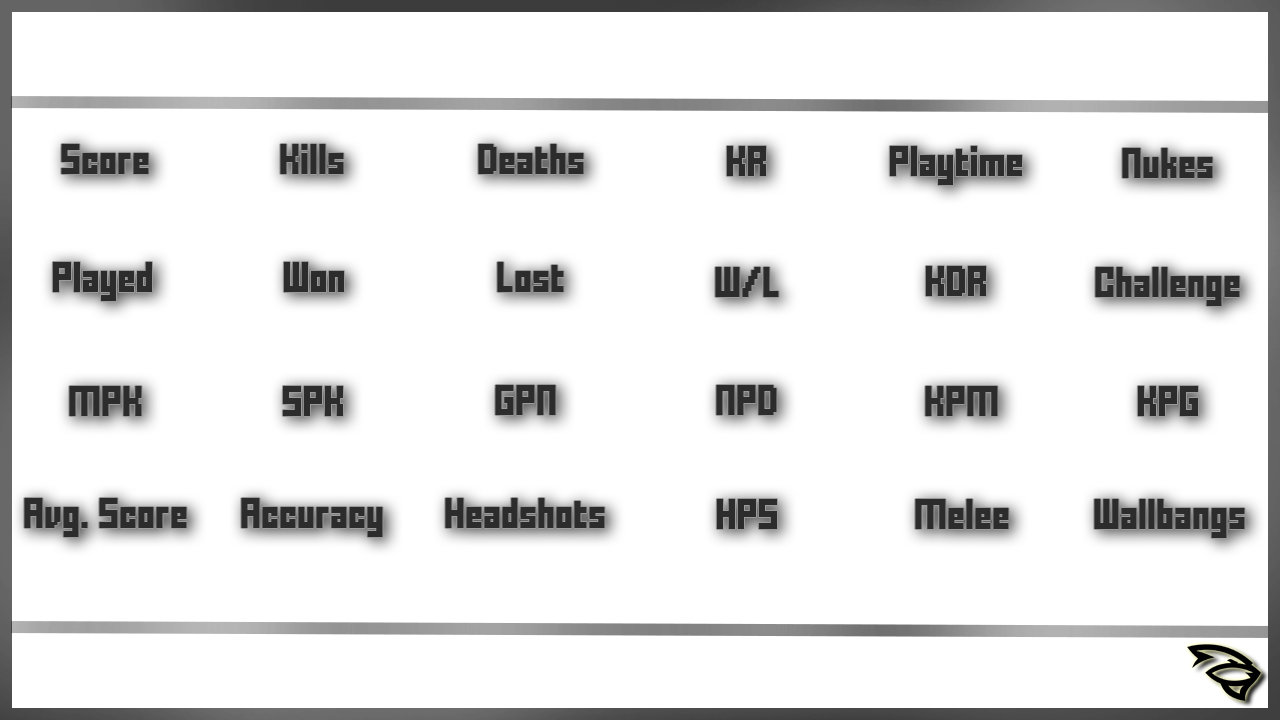 Score Kills Deaths KR Playtime Nukes
Played Won Lost W/L KDR Challenge
MPK SPK GPN NPD KPM KPG
Avg. Score Accuracy Headshots HPS Melee Wallbangs